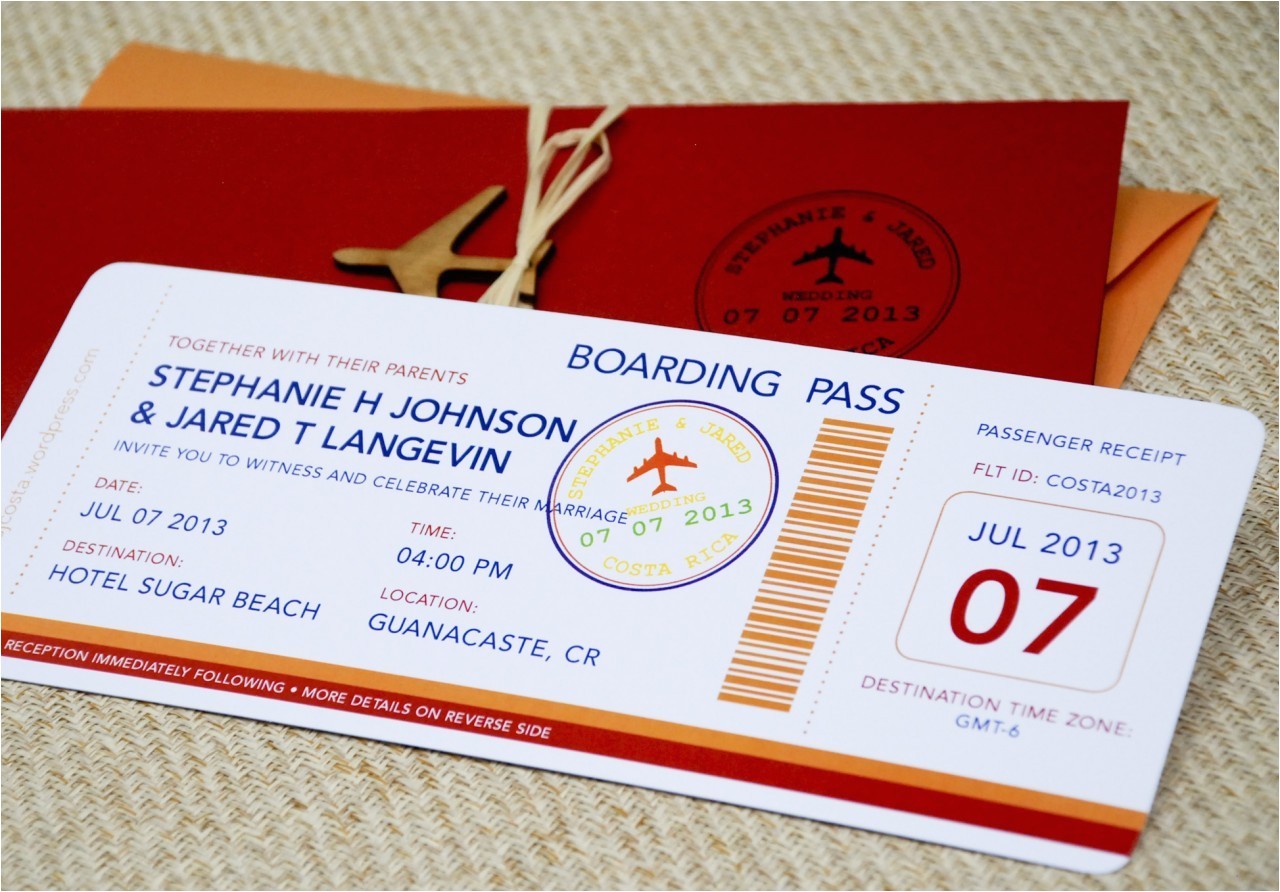 STEPHANIE & JARED
WEDDING
07 07 2013
jcosta.wordpress.com
TOGETHER WITH THEIR PARENTS
STEPHANIE H JOHNSON
& JARED T LANGEVIN
INVITE YOU TO WITNESS AND CELEBRATE THEIR MARRIAGE
DATE:
JUL 07 2013
TIME:
04:00 PM
DESTINATION:
HOTEL SUGAR BEACH
LOCATION:
GUANACASTE, CR
RECEPTION IMMEDIATELY FOLLOWING • MORE DETAILS ON REVERSE SIDE
BOARDING PASS
STEPHANIE & JARED
WEDDING
07 07 2013
COSTA RICA
PASSENGER RECEIPT
FLT ID: COSTA2013
JUL 2013
07
DESTINATION TIME ZONE:
GMT-6